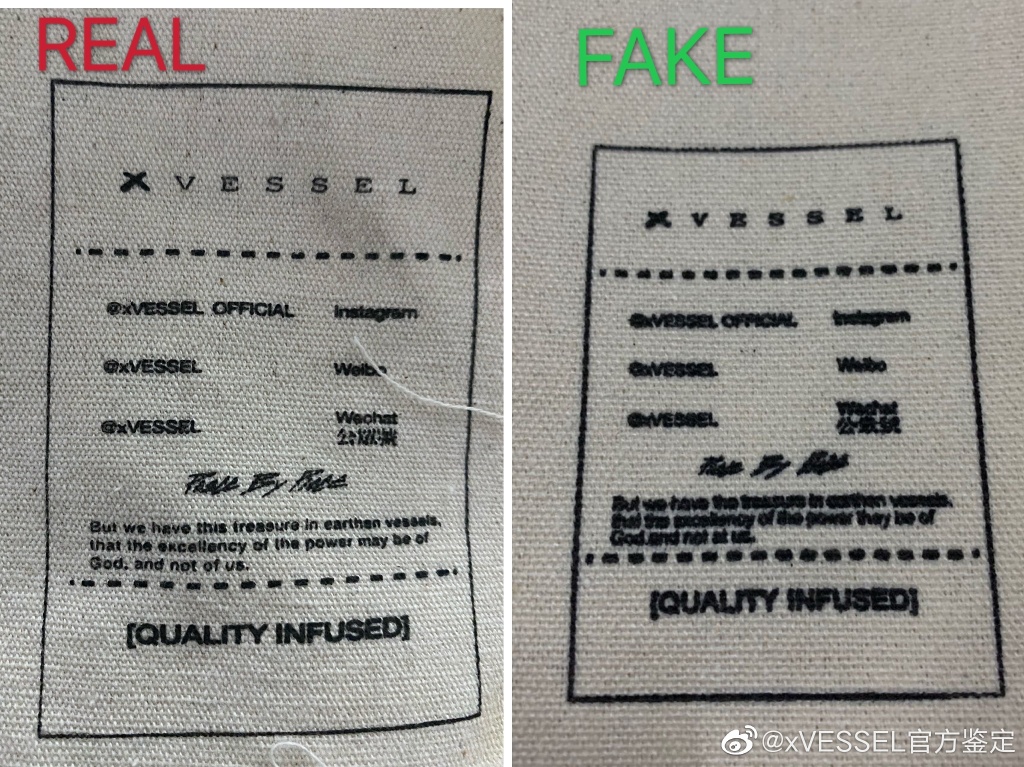 REAL
X VESSEL
@xVESSEL OFFICIAL Instagram
@xVESSEL Weibo
@xVESSEL Wechat
公众号
But we have this treasure in earthen vessels,
that the excellency of the power may be of
God, and not of us.
[QUALITY INFUSED]
FAKE
X VESSEL
@xVESSEL OFFICIAL Instagram
@xVESSEL Weibo
@xVESSEL Wechat
公众号
But we have the treasure in earthen vessels,
that the excellency of the power they be of
God,and not at us.
[QUALITY INFUSED]
@xVESSEL官方鉴定